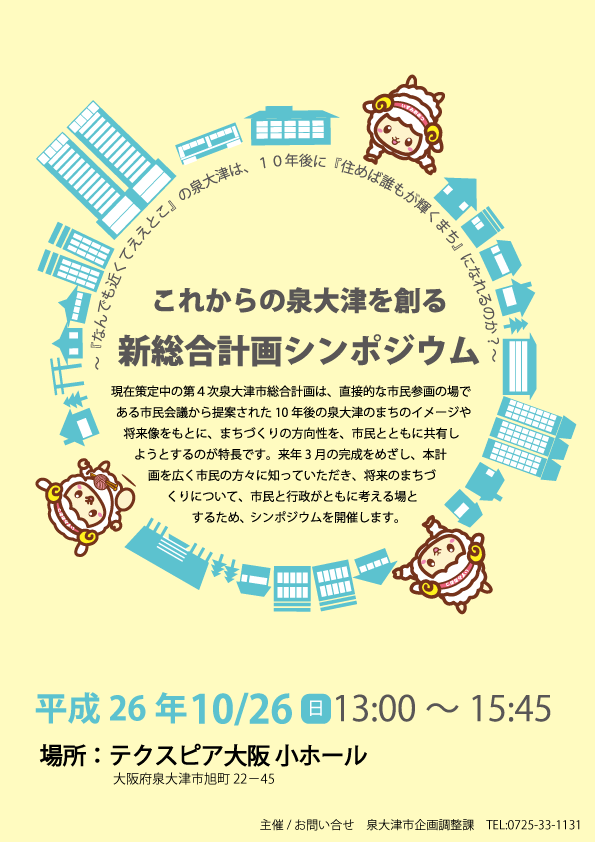 ～『なんでも近くてええとこ』の泉大津は、１０年後に『住めば誰もが輝くまち』になれるのか？～
これからの泉大津を創る
新総合計画シンポジウム
現在策定中の第４次泉大津市総合計画は、直接的な市民参画の場で
ある市民会議から提案された 10 年後の泉大津のまちのイメージや
将来像をもとに、まちづくりの方向性を、市民とともに共有し
ようとするのが特長です。来年 3 月の完成をめざし、本計
画を広く市民の方々に知っていただき、将来のまちづ
くりについて、市民と行政がともに考える場と
するため、シンポジウムを開催します。
平成 26 年 10/26 日 13:00 ～ 15:45
場所：テクスピア大阪 小ホール
大阪府泉大津市旭町 22－45
主催 / お問い合せ　泉大津市企画調整課　TEL:0725-33-1131